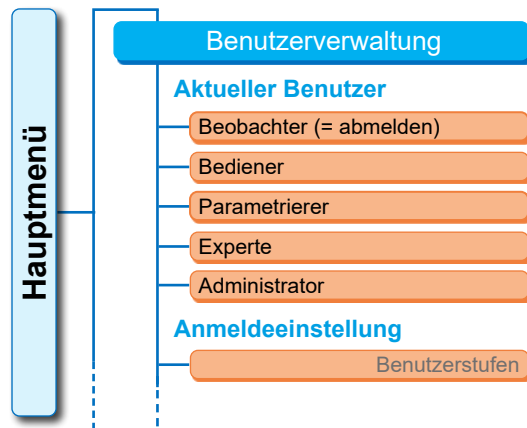 Hauptmenü
Benutzerverwaltung
Aktueller Benutzer
Beobachter (= abmelden)
Bediener
Parametrierer
Experte
Administrator
Anmeldeeinstellung
Benutzerstufen